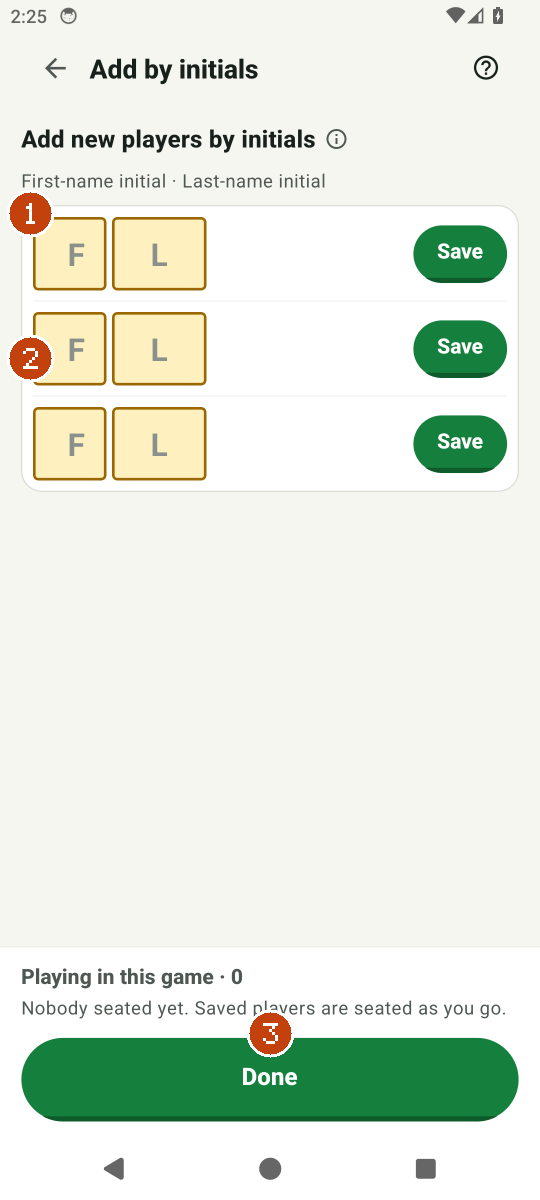 2:25
Add by initials
Add new players by initials
First-name initial · Last-name initial
1
F L Save
2
F L Save
F L Save
Playing in this game · 0
Nobody seated yet. Saved players are seated as you go.
3
Done